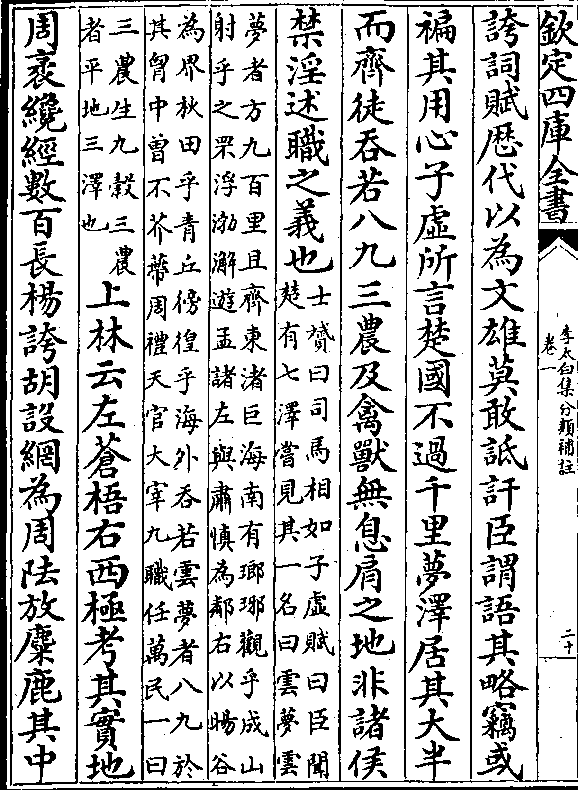 欽定四庫全書
李太白集分類補註
卷一
二十
誇詞賦歴代以為文雄莫敢詆訐臣謂語其略竊或
褊其用心子虛所言楚國不過千里夢澤居其大半
而齊徒吞若八九三農及禽獸無息肩之地非諸侯
禁淫述職之義也
士贇曰司馬相如子虛賦曰臣聞
楚有七澤嘗見其一名曰雲夢雲
夢者方九百里且齊東渚巨海南有瑯琊觀乎成山
射乎之罘浮渤澥遊孟諸左與肅慎為鄰右以暘谷
為界秋田乎青丘徬徨乎海外吞若雲夢者八九於
其胷中曾不芥蔕周禮天官大宰九職任萬民一曰
三農生九穀三農
者平地三澤也
上林云左蒼梧右西極考其實地
周袤纔經數百長楊誇胡設網為周阹放麋鹿其中